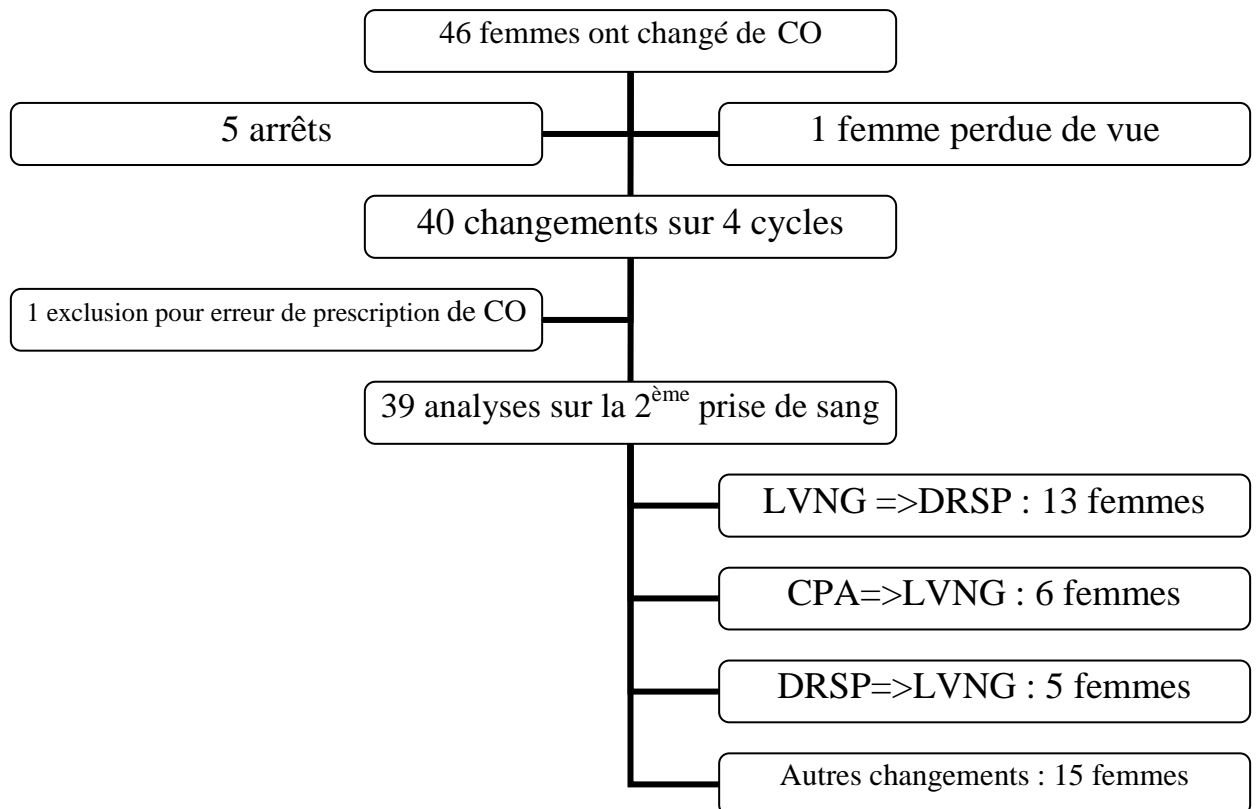 46 femmes ont changé de CO
5 arrêts
1 femme perdue de vue
40 changements sur 4 cycles
1 exclusion pour erreur de prescription de CO
39 analyses sur la 2ème prise de sang
LVNG =>DRSP : 13 femmes
CPA=>LVNG : 6 femmes
DRSP=>LVNG : 5 femmes
Autres changements : 15 femmes